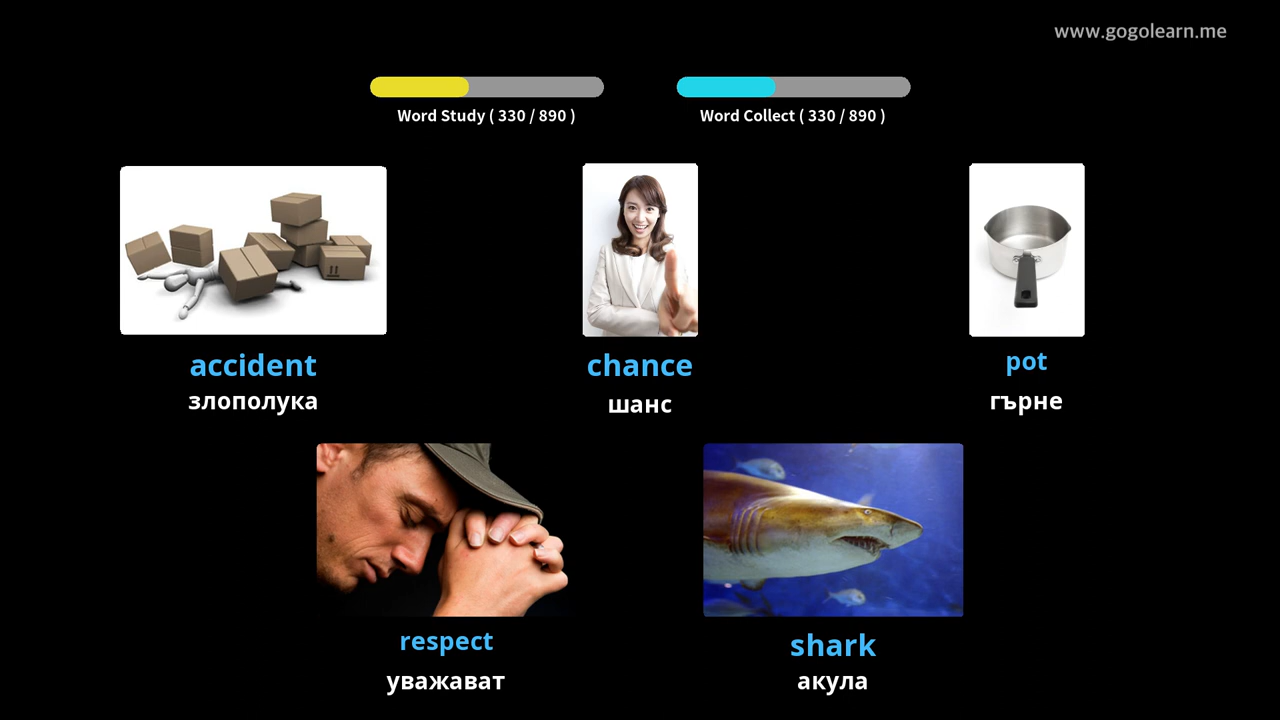 www.gogolearn.me
Word Study ( 330 / 890 )
Word Collect ( 330 / 890 )
accident
злополука
chance
шанс
pot
гърне
respect
уважават
shark
акула